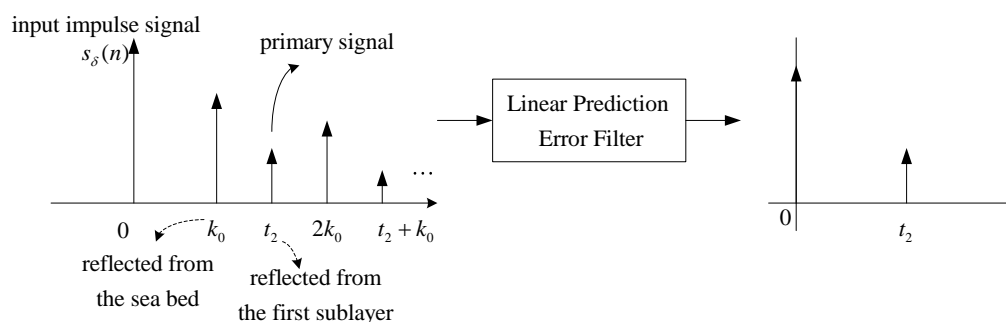 input impulse signal
s_δ(n)
primary signal
Linear Prediction
Error Filter
...
0
k_0
t_2
2k_0
t_2 + k_0
0
t_2
reflected from
the sea bed
reflected from
the first sublayer